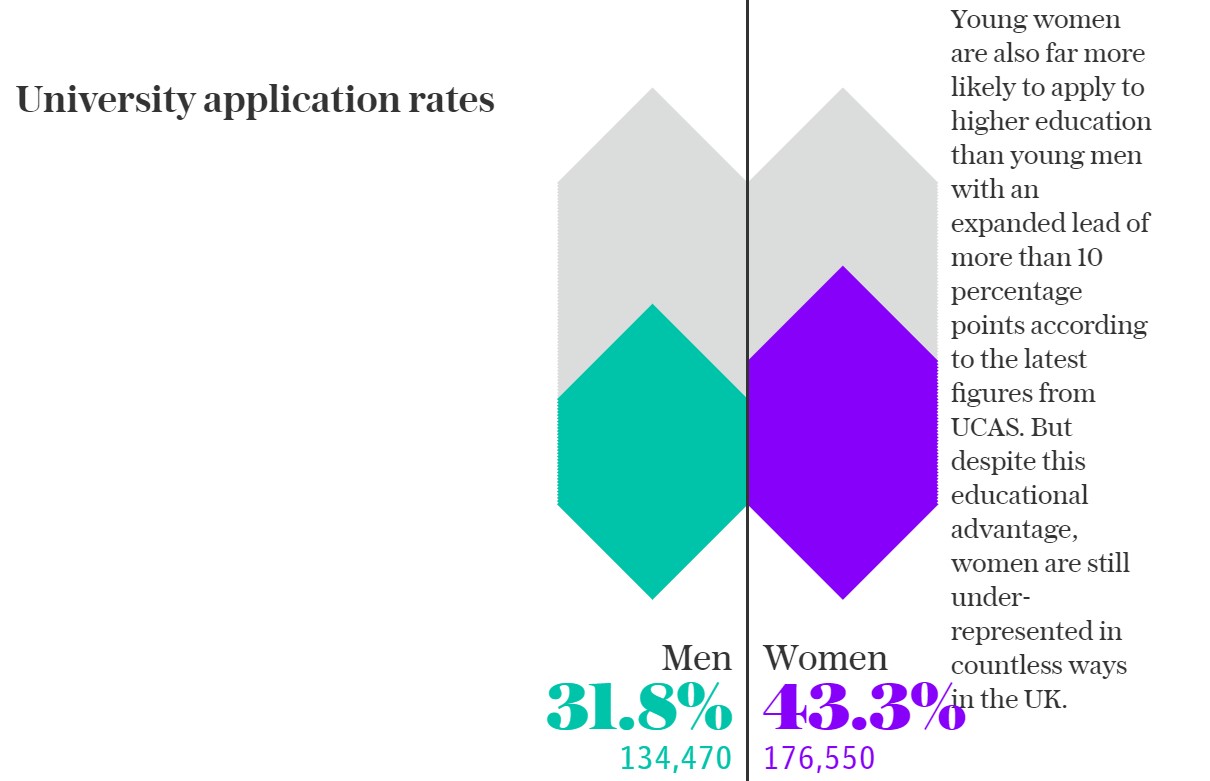 University application rates
Men
31.8%
134,470
Women
43.3%
176,550
Young women
are also far more
likely to apply to
higher education
than young men
with an
expanded lead of
more than 10
percentage
points according
to the latest
figures from
UCAS. But
despite this
educational
advantage,
women are still
under-
represented in
countless ways
in the UK.